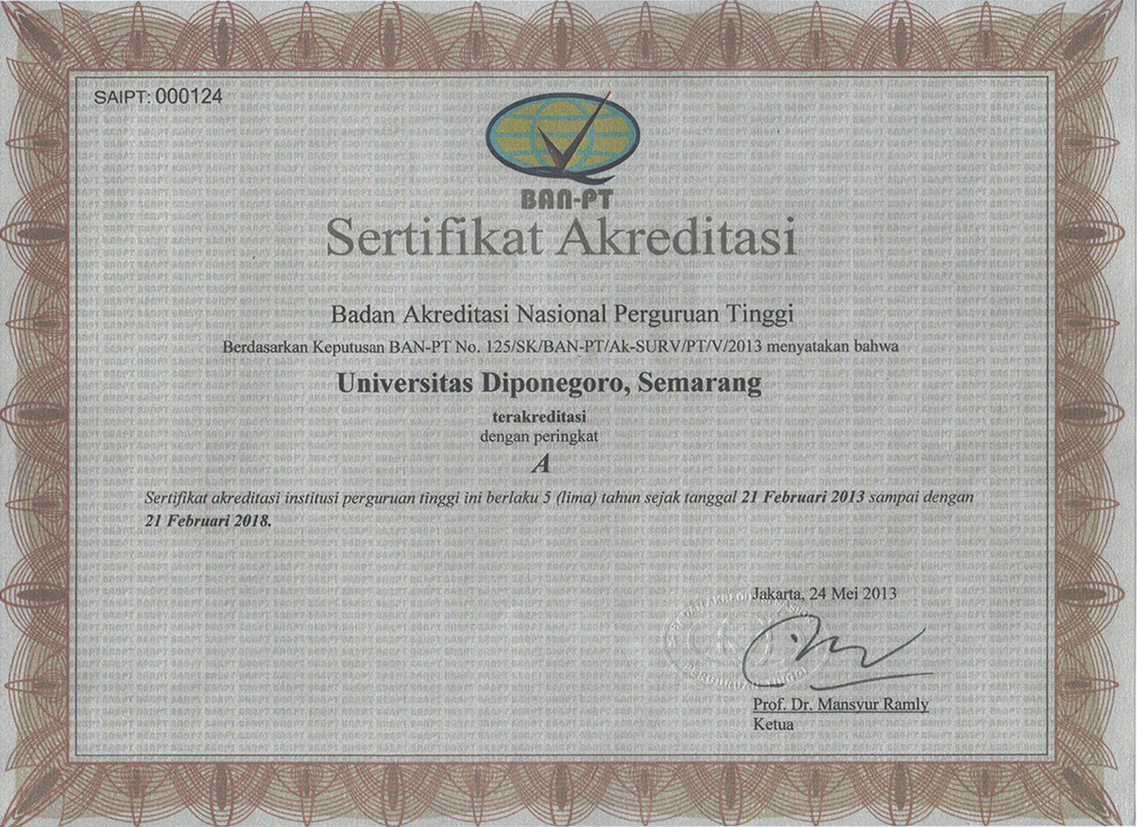 SAIPT: 000124
BAN-PT
Sertifikat Akreditasi
Badan Akreditasi Nasional Perguruan Tinggi
Berdasarkan Keputusan BAN-PT No. 125/SK/BAN-PT/Ak-SURV/PT/V/2013 menyatakan bahwa
Universitas Diponegoro, Semarang
terakreditasi
dengan peringkat
A
Sertifikat akreditasi institusi perguruan tinggi ini berlaku 5 (lima) tahun sejak tanggal 21 Februari 2013 sampai dengan
21 Februari 2018.
Jakarta, 24 Mei 2013
PERGURUAN TINGGI
Prof. Dr. Mansyur Ramly
Ketua